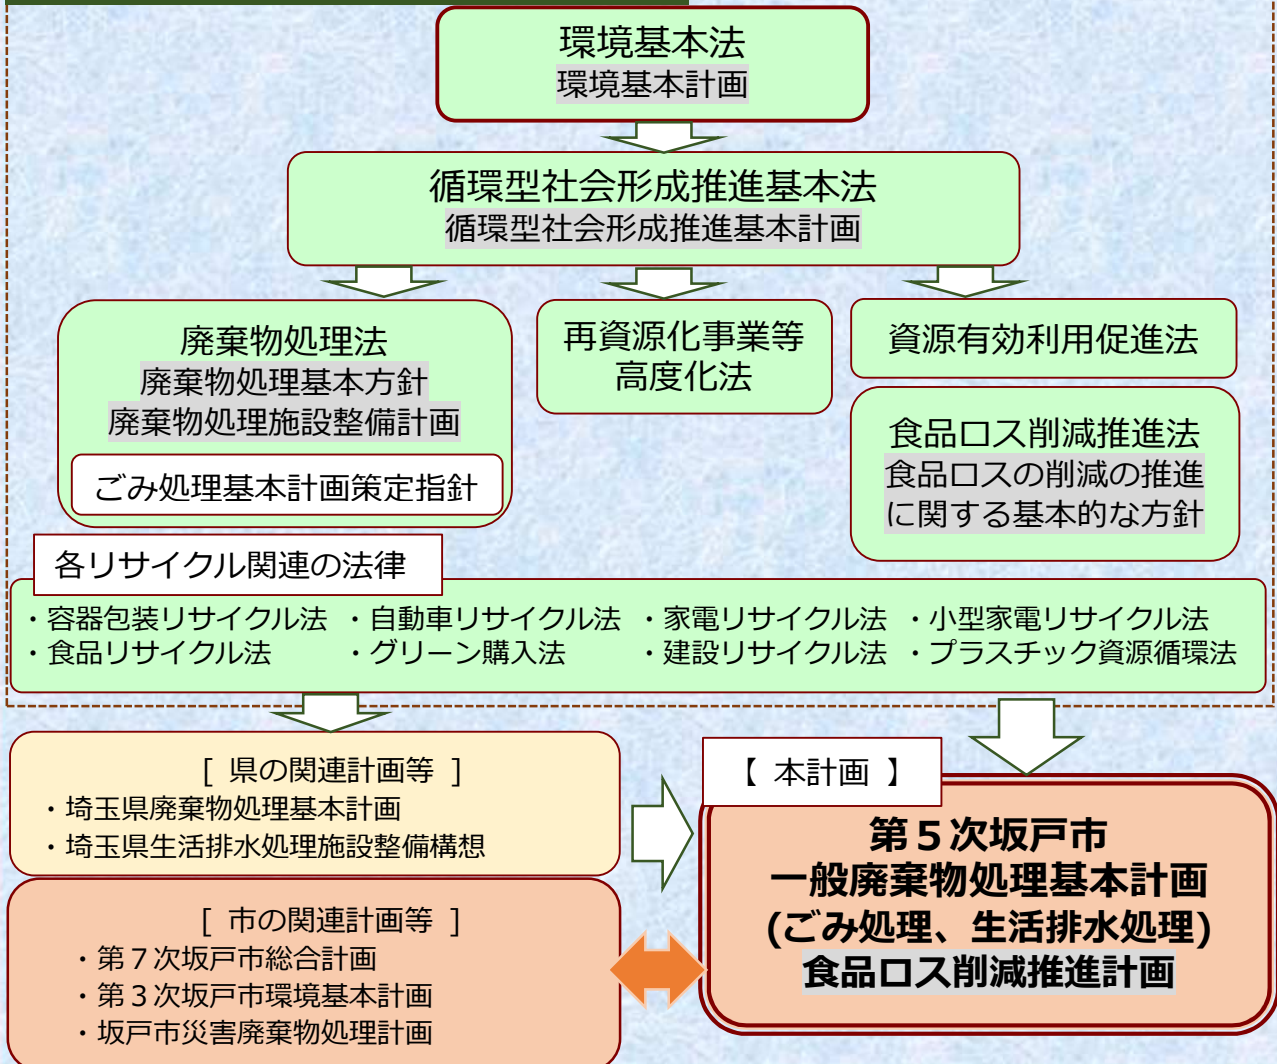 環境基本法
環境基本計画
循環型社会形成推進基本法
循環型社会形成推進基本計画
廃棄物処理法
廃棄物処理基本方針
廃棄物処理施設整備計画
ごみ処理基本計画策定指針
再資源化事業等
高度化法
資源有効利用促進法
食品ロス削減推進法
食品ロスの削減の推進
に関する基本的な方針
各リサイクル関連の法律
・容器包装リサイクル法 ・自動車リサイクル法 ・家電リサイクル法 ・小型家電リサイクル法
・食品リサイクル法 ・グリーン購入法 ・建設リサイクル法 ・プラスチック資源循環法
[ 県の関連計画等 ]
・埼玉県廃棄物処理基本計画
・埼玉県生活排水処理施設整備構想
[ 市の関連計画等 ]
・第７次坂戸市総合計画
・第３次坂戸市環境基本計画
・坂戸市災害廃棄物処理計画
【 本計画 】
第５次坂戸市
一般廃棄物処理基本計画
(ごみ処理、生活排水処理)
食品ロス削減推進計画